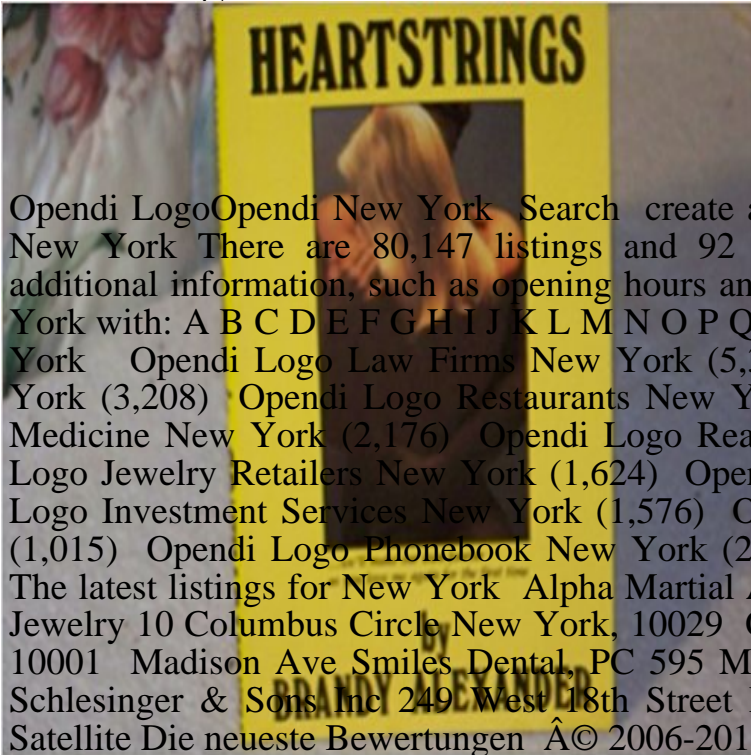 HEARTSTRINGS
Opendi LogoOpendi New York Search create a
New York There are 80,147 listings and 92
additional information, such as opening hours an
York with: A B C D E F G H I J K L M N O P Q
York Opendi Logo Law Firms New York (5,
York (3,208) Opendi Logo Restaurants New Y
Medicine New York (2,176) Opendi Logo Rea
Logo Jewelry Retailers New York (1,624) Open
Logo Investment Services New York (1,576) O
(1,015) Opendi Logo Phonebook New York (2
for the first time
The latest listings for New York Alpha Martial A
Jewelry 10 Columbus Circle New York, 10029
by
10001 Madison Ave Smiles Dental, PC 595 M
BRANDY ALEXANDER
Schlesinger & Sons Inc 249 West 18th Street
Satellite Die neueste Bewertungen Â© 2006-201